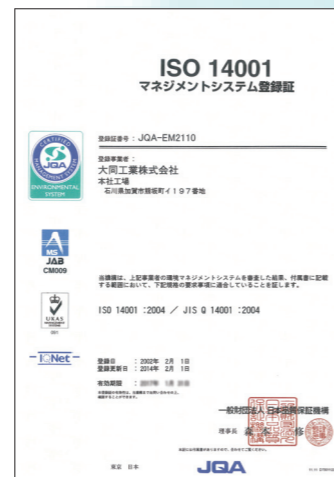 ISO 14001
マネジメントシステム登録証
登録証番号 : JQA-EM2110
登録事業者 :
大同工業株式会社
本社工場
石川県加賀市熊坂町イ197番地
CERTIFIED
JQA
MANAGEMENT SYSTEM
ENVIRONMENTAL
SYSTEM
MS
JAB
CM009
当機構は、上記事業者の環境マネジメントシステムを審査した結果、付属書に記載
する範囲において、下記規格の要求事項に適合していることを証します。
UKAS
001
ISO 14001 :2004 / JIS Q 14001 :2004
IQNet
登録日 : 2002年 2月 1日
登録更新日 : 2014年 2月 1日
有効期限 :
一般財団法人 日本品質保証機構
理事長
東京 日本
JQA